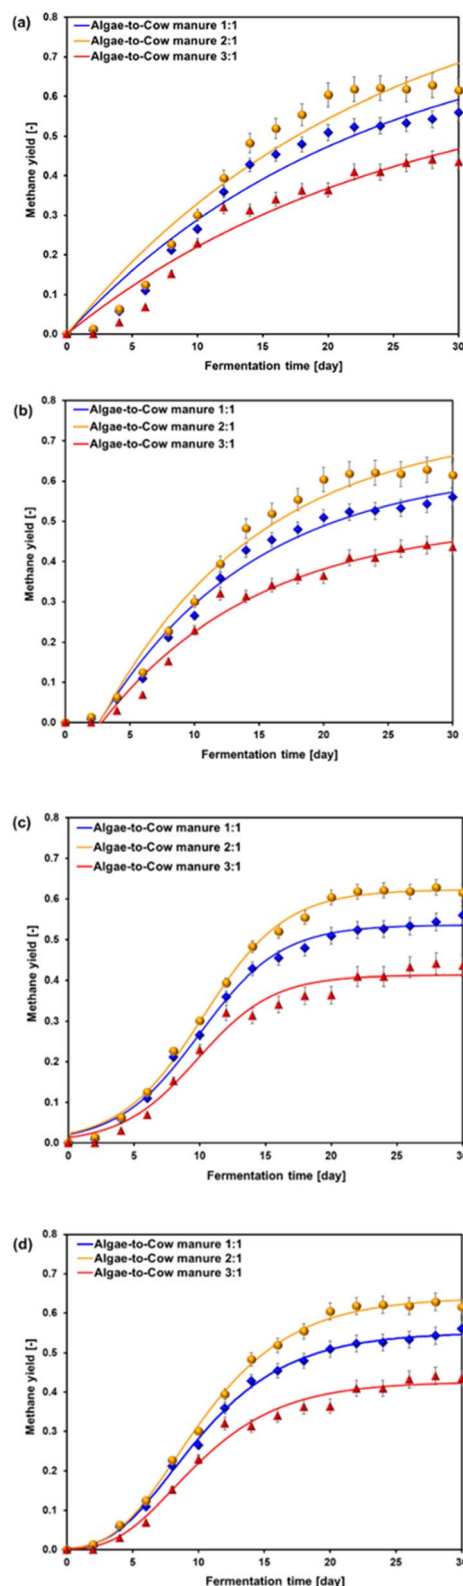 (a)
0.8
Algae-to-Cow manure 1:1
0.7
Algae-to-Cow manure 2:1
Algae-to-Cow manure 3:1
0.6
0.5
Methane yield [-]
0.4
0.3
0.2
0.1
0.0
0 5 10 15 20 25 30
Fermentation time [day]
(b)
0.8
Algae-to-Cow manure 1:1
0.7
Algae-to-Cow manure 2:1
Algae-to-Cow manure 3:1
0.6
0.5
Methane yield [-]
0.4
0.3
0.2
0.1
0.0
0 5 10 15 20 25 30
Fermentation time [day]
(c)
0.8
Algae-to-Cow manure 1:1
0.7
Algae-to-Cow manure 2:1
Algae-to-Cow manure 3:1
0.6
0.5
Methane yield [-]
0.4
0.3
0.2
0.1
0.0
0 5 10 15 20 25 30
Fermentation time [day]
(d)
0.8
Algae-to-Cow manure 1:1
0.7
Algae-to-Cow manure 2:1
Algae-to-Cow manure 3:1
0.6
0.5
Methane yield [-]
0.4
0.3
0.2
0.1
0.0
0 5 10 15 20 25 30
Fermentation time [day]